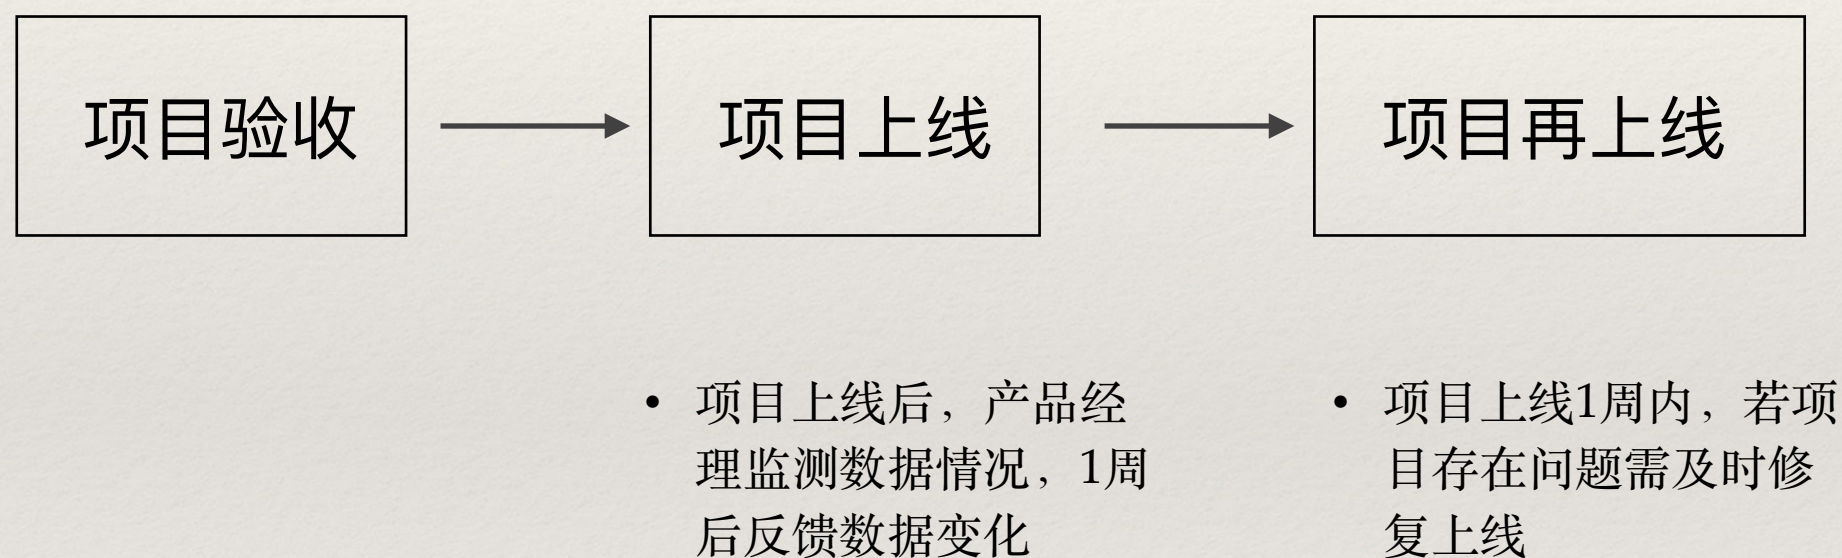 项目验收
项目上线
项目再上线
• 项目上线后，产品经
理监测数据情况，1周
后反馈数据变化
• 项目上线1周内，若项
目存在问题需及时修
复上线